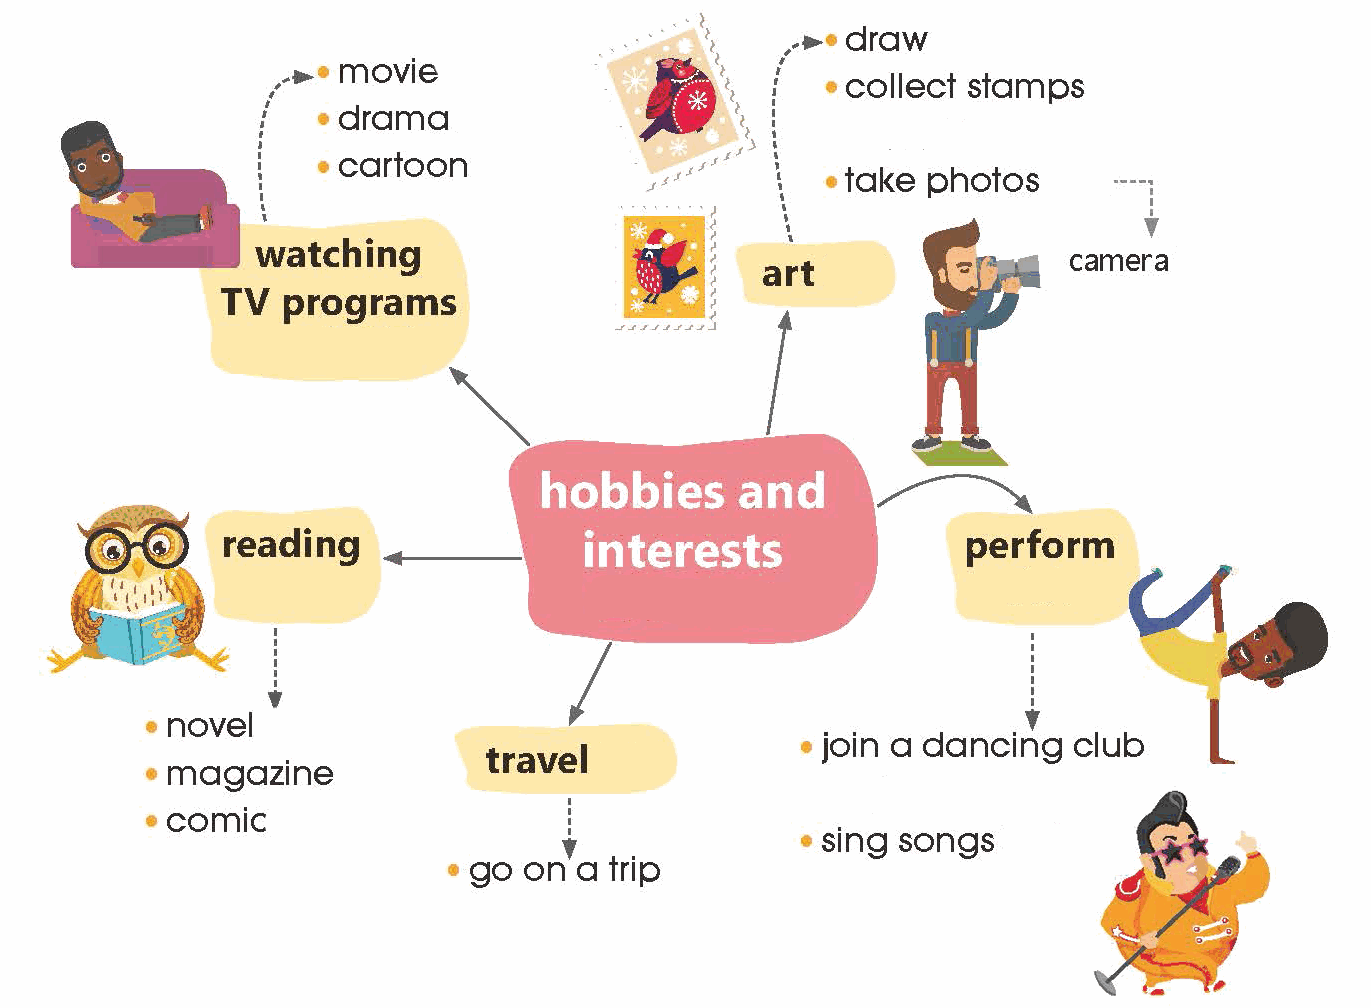 movie
drama
cartoon
watching
TV programs
draw
collect stamps
take photos
camera
art
hobbies and
interests
reading
novel
magazine
comic
travel
go on a trip
perform
join a dancing club
sing songs